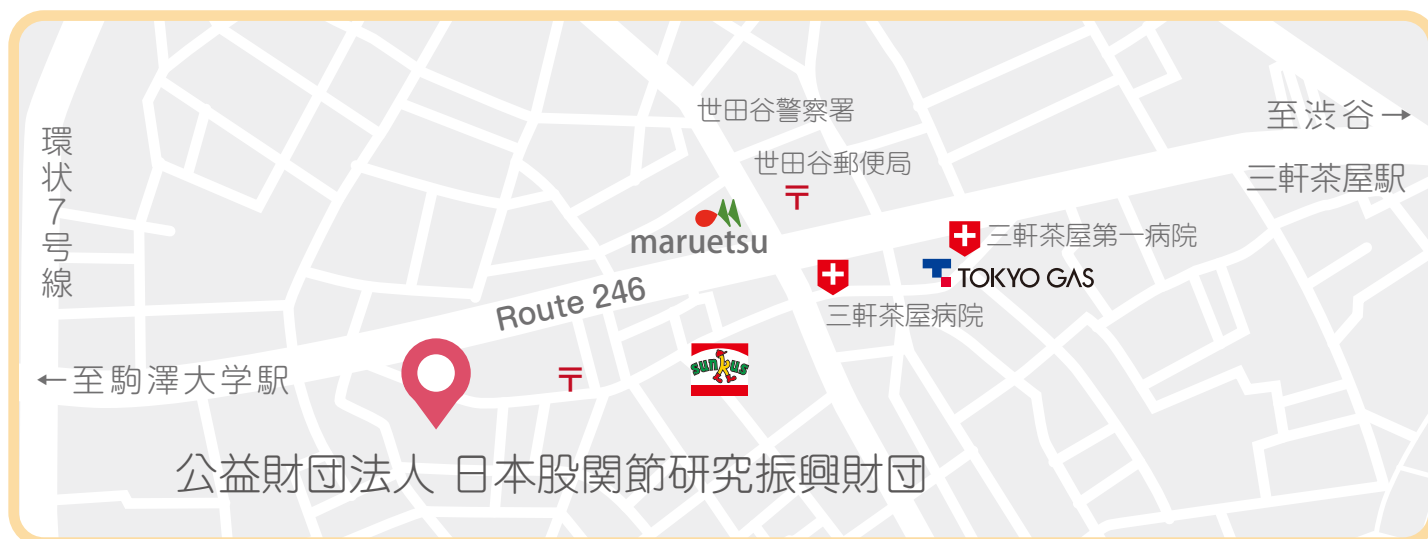 世田谷警察署
至渋谷→
環状7号線
世田谷郵便局
〒
三軒茶屋駅
maruetsu
三軒茶屋第一病院
TOKYO GAS
Route 246
三軒茶屋病院
sunkus
←至駒澤大学駅
〒
公益財団法人 日本股関節研究振興財団